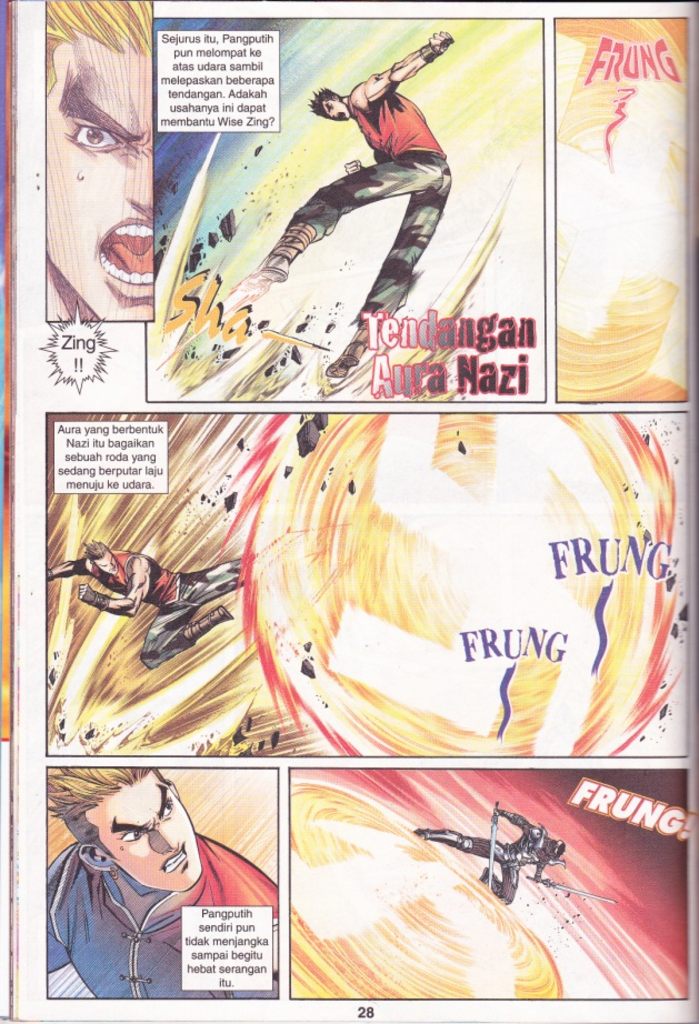 Sejurus itu, Pangputih
pun melompat ke
atas udara sambil
melepaskan beberapa
tendangan. Adakah
usahanya ini dapat
membantu Wise Zing?
FRUNG
Zing
!!
Sha
Tendangan
Aura Nazi
Aura yang berbentuk
Nazi itu bagaikan
sebuah roda yang
sedang berputar laju
menuju ke udara.
FRUNG
FRUNG
FRUNG!
Pangputih
sendiri pun
tidak menjangka
sampai begitu
hebat serangan
itu.
28